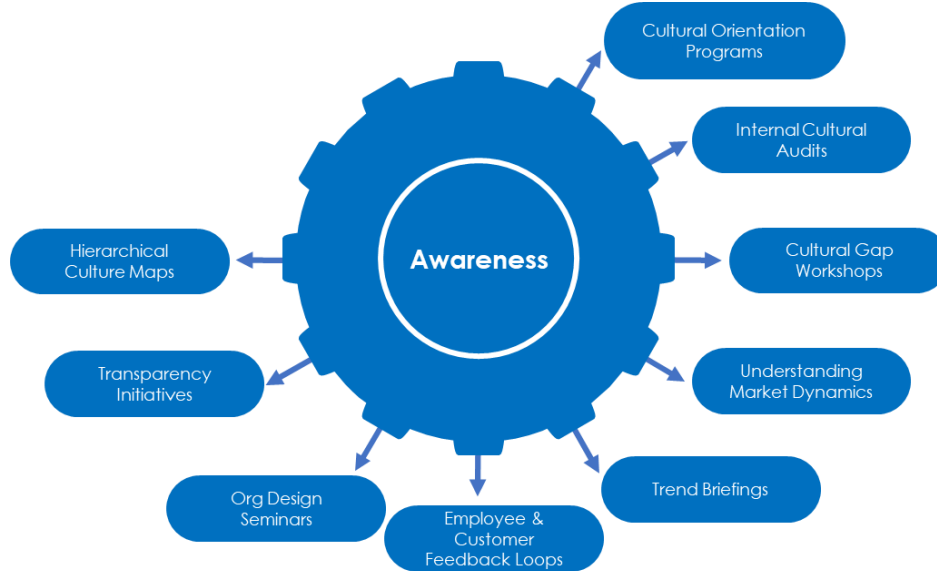 Cultural Orientation
Programs
Internal Cultural
Audits
Awareness
Hierarchical
Culture Maps
Cultural Gap
Workshops
Transparency
Initiatives
Understanding
Market Dynamics
Org Design
Seminars
Employee &
Customer
Feedback Loops
Trend Briefings